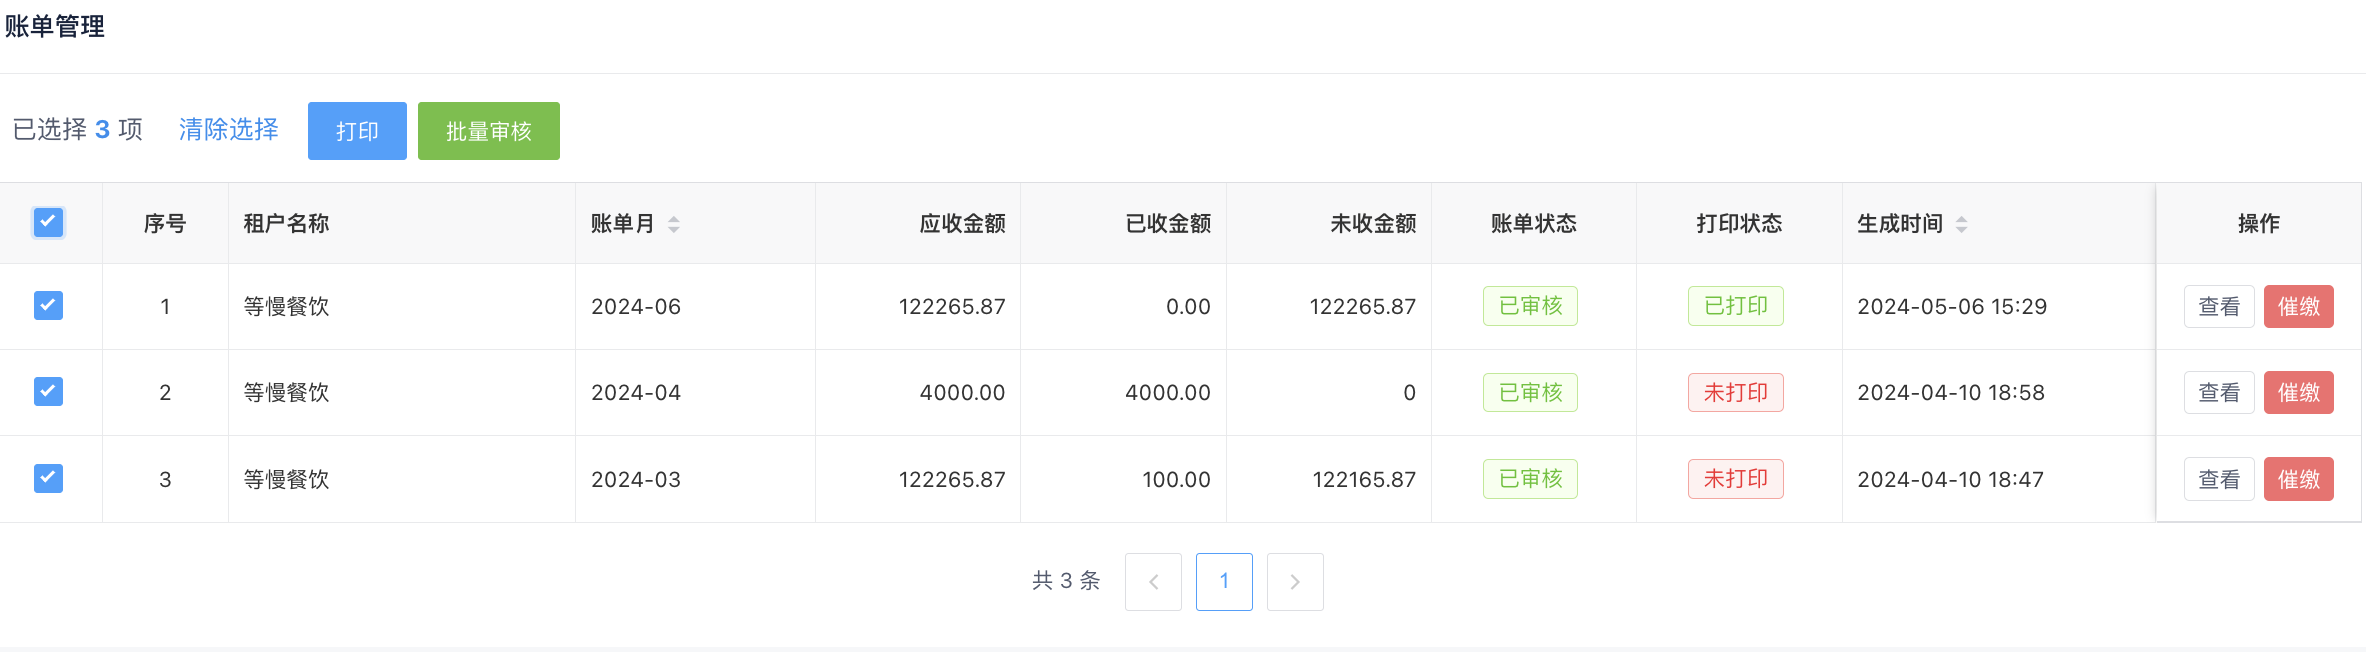 账单管理
已选择 3 项 清除选择 打印 批量审核
序号 租户名称 账单月 应收金额 已收金额 未收金额 账单状态 打印状态 生成时间 操作
1 等慢餐饮 2024-06 122265.87 0.00 122265.87 已审核 已打印 2024-05-06 15:29 查看 催缴
2 等慢餐饮 2024-04 4000.00 4000.00 0 已审核 未打印 2024-04-10 18:58 查看 催缴
3 等慢餐饮 2024-03 122265.87 100.00 122165.87 已审核 未打印 2024-04-10 18:47 查看 催缴
共 3 条 1